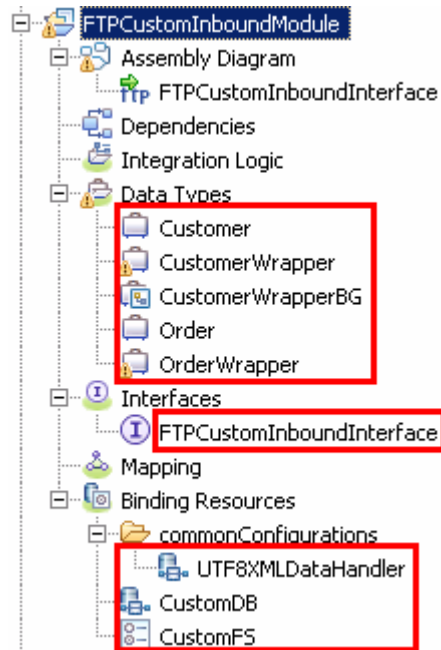 FTPCustomInboundModule
Assembly Diagram
FTP FTPCustomInboundInterface
Dependencies
Integration Logic
Data Types
Customer
CustomerWrapper
CustomerWrapperBG
Order
OrderWrapper
Interfaces
I FTPCustomInboundInterface
Mapping
Binding Resources
commonConfigurations
UTF8XMLDataHandler
CustomDB
CustomFS